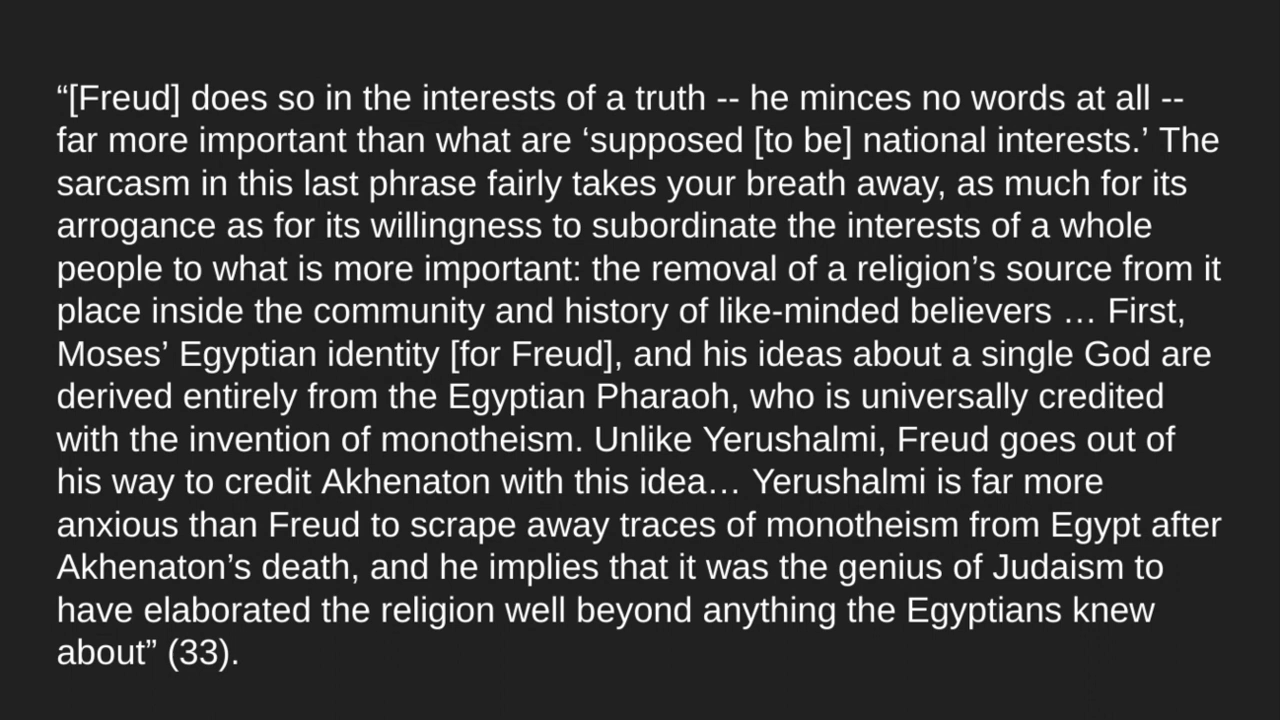 “[Freud] does so in the interests of a truth -- he minces no words at all --
far more important than what are ‘supposed [to be] national interests.’ The
sarcasm in this last phrase fairly takes your breath away, as much for its
arrogance as for its willingness to subordinate the interests of a whole
people to what is more important: the removal of a religion’s source from it
place inside the community and history of like-minded believers … First,
Moses’ Egyptian identity [for Freud], and his ideas about a single God are
derived entirely from the Egyptian Pharaoh, who is universally credited
with the invention of monotheism. Unlike Yerushalmi, Freud goes out of
his way to credit Akhenaton with this idea… Yerushalmi is far more
anxious than Freud to scrape away traces of monotheism from Egypt after
Akhenaton’s death, and he implies that it was the genius of Judaism to
have elaborated the religion well beyond anything the Egyptians knew
about” (33).